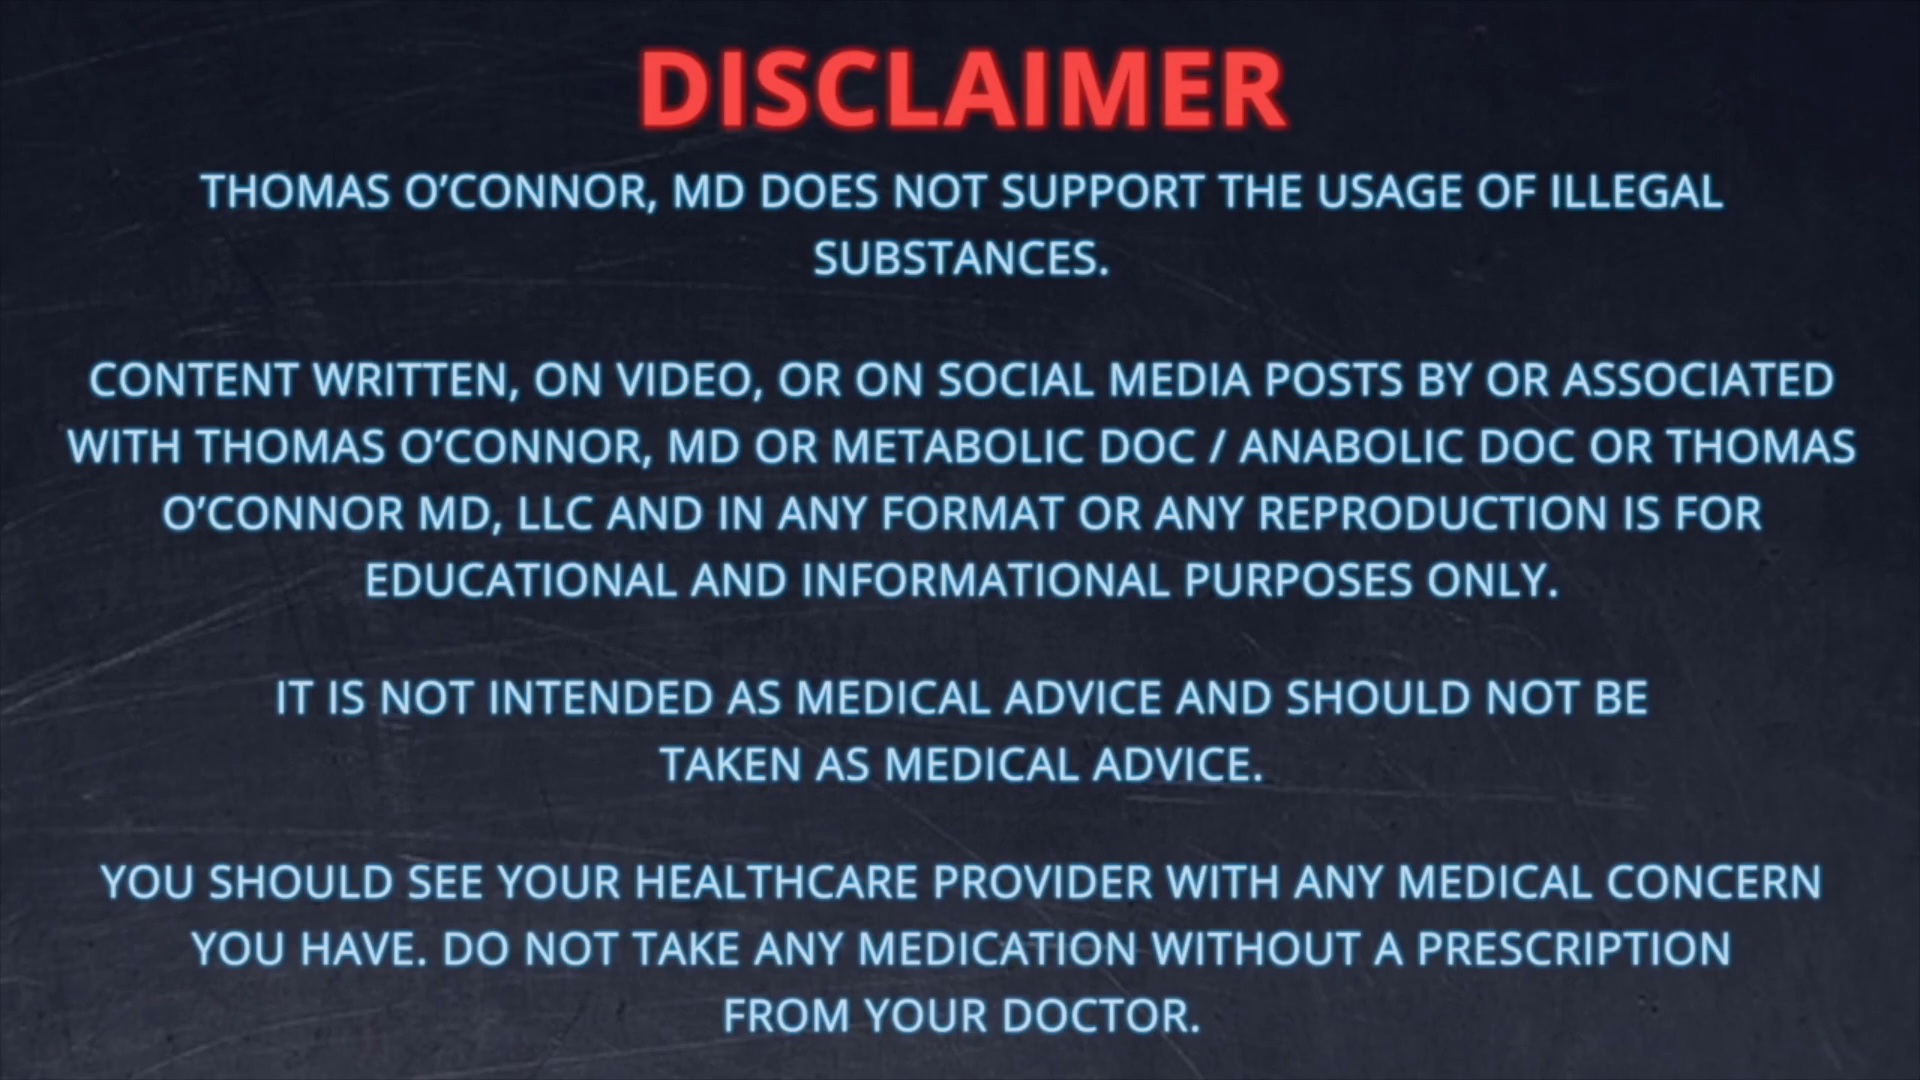 DISCLAIMER
THOMAS O’CONNOR, MD DOES NOT SUPPORT THE USAGE OF ILLEGAL
SUBSTANCES.
CONTENT WRITTEN, ON VIDEO, OR ON SOCIAL MEDIA POSTS BY OR ASSOCIATED
WITH THOMAS O’CONNOR, MD OR METABOLIC DOC / ANABOLIC DOC OR THOMAS
O’CONNOR MD, LLC AND IN ANY FORMAT OR ANY REPRODUCTION IS FOR
EDUCATIONAL AND INFORMATIONAL PURPOSES ONLY.
IT IS NOT INTENDED AS MEDICAL ADVICE AND SHOULD NOT BE
TAKEN AS MEDICAL ADVICE.
YOU SHOULD SEE YOUR HEALTHCARE PROVIDER WITH ANY MEDICAL CONCERN
YOU HAVE. DO NOT TAKE ANY MEDICATION WITHOUT A PRESCRIPTION
FROM YOUR DOCTOR.